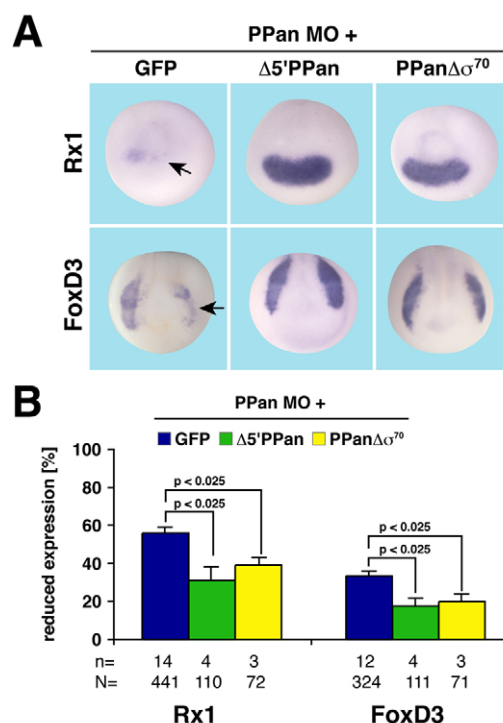 A
PPan MO +
GFP Δ5'PPan PPanΔσ⁷⁰
Rx1
FoxD3
B
PPan MO +
GFP Δ5'PPan PPanΔσ⁷⁰
reduced expression [%]
100
80
60
40
20
0
p < 0.025
p < 0.025
p < 0.025
p < 0.025
n= 14 4 3 12 4 3
N= 441 110 72 324 111 71
Rx1 FoxD3